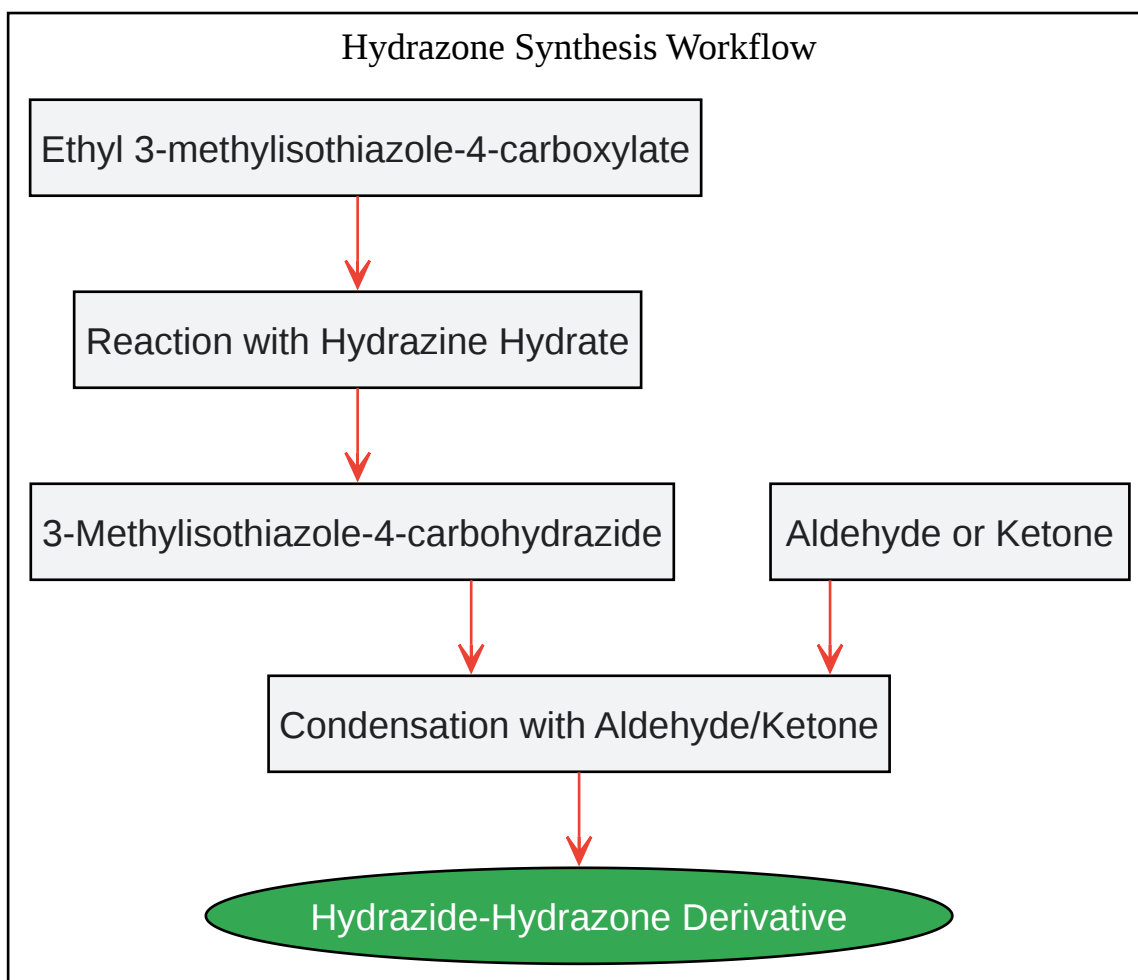 Hydrazone Synthesis Workflow
Ethyl 3-methylisothiazole-4-carboxylate
Reaction with Hydrazine Hydrate
3-Methylisothiazole-4-carbohydrazide
Aldehyde or Ketone
Condensation with Aldehyde/Ketone
Hydrazide-Hydrazone Derivative